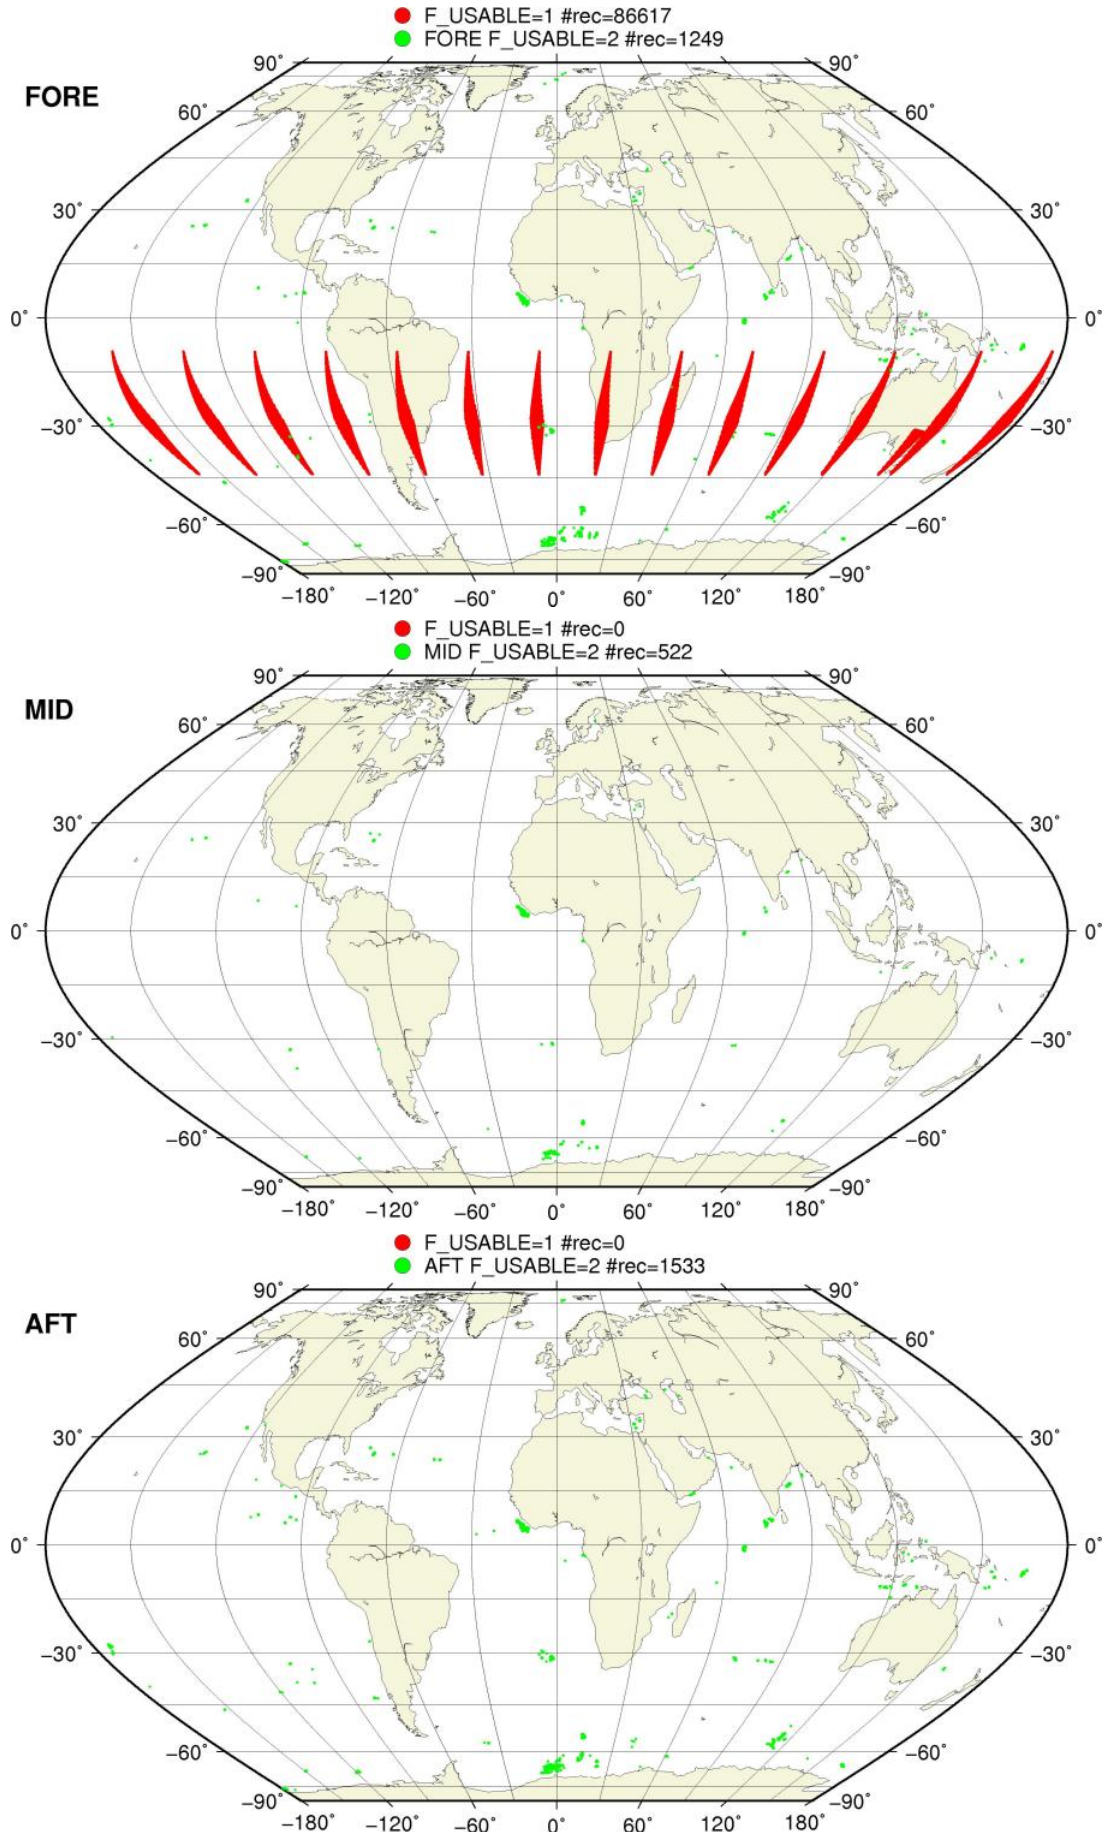 F_USABLE=1 #rec=86617
FORE F_USABLE=2 #rec=1249
FORE
90° 90°
60° 60°
30° 30°
0° 0°
−30° −30°
−60° −60°
−90° −90°
−180° −120° −60° 0° 60° 120° 180°
F_USABLE=1 #rec=0
MID F_USABLE=2 #rec=522
MID
90° 90°
60° 60°
30° 30°
0° 0°
−30° −30°
−60° −60°
−90° −90°
−180° −120° −60° 0° 60° 120° 180°
F_USABLE=1 #rec=0
AFT F_USABLE=2 #rec=1533
AFT
90° 90°
60° 60°
30° 30°
0° 0°
−30° −30°
−60° −60°
−90° −90°
−180° −120° −60° 0° 60° 120° 180°